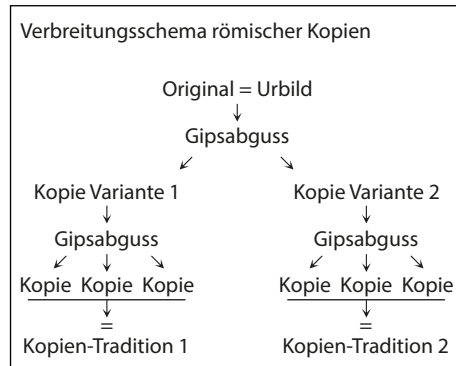 Verbreitungsschema römischer Kopien
Original = Urbild
Gipsabguss
Kopie Variante 1 Kopie Variante 2
Gipsabguss Gipsabguss
Kopie Kopie Kopie Kopie Kopie Kopie
= =
Kopien-Tradition 1 Kopien-Tradition 2